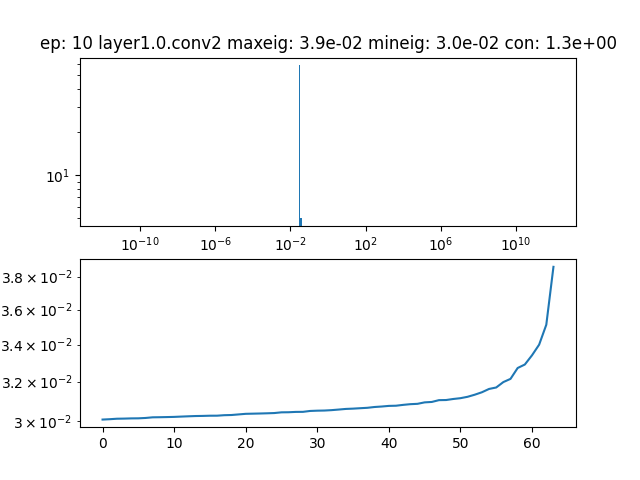 ep: 10 layer1.0.conv2 maxeig: 3.9e-02 mineig: 3.0e-02 con: 1.3e+00
10¹
10⁻¹⁰ 10⁻⁶ 10⁻² 10² 10⁶ 10¹⁰
3.8 × 10⁻²
3.6 × 10⁻²
3.4 × 10⁻²
3.2 × 10⁻²
3 × 10⁻²
0 10 20 30 40 50 60